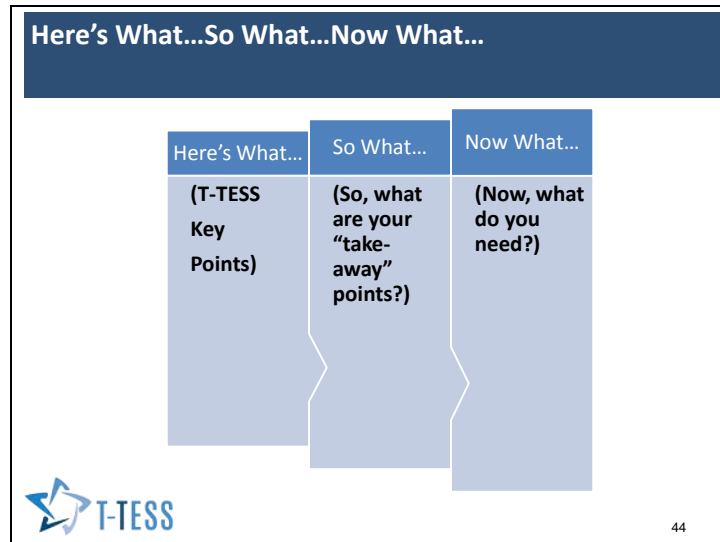 Here’s What…So What…Now What…
Here’s What…
(T-TESS
Key
Points)
So What…
(So, what
are your
“take-
away”
points?)
Now What…
(Now, what
do you
need?)
T-TESS
44